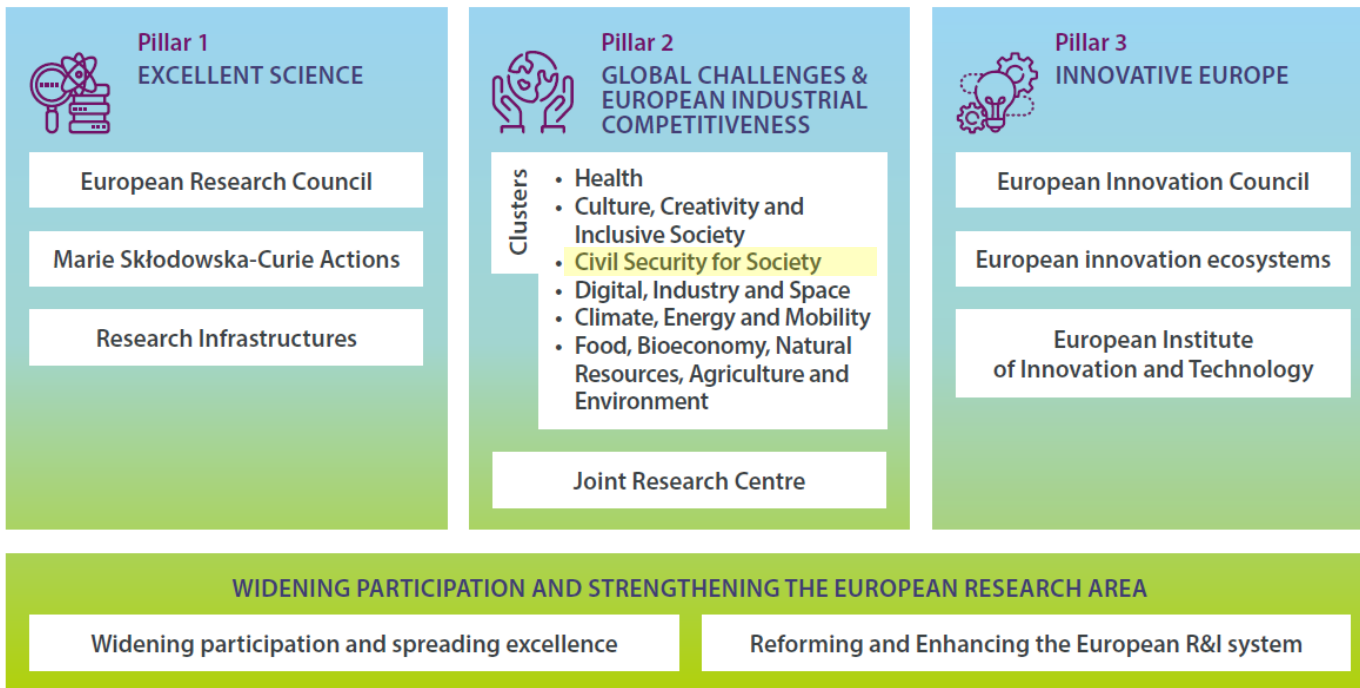 Pillar 1
EXCELLENT SCIENCE
European Research Council
Marie Skłodowska-Curie Actions
Research Infrastructures
Pillar 2
GLOBAL CHALLENGES &
EUROPEAN INDUSTRIAL
COMPETITIVENESS
Clusters
• Health
• Culture, Creativity and
Inclusive Society
• Civil Security for Society
• Digital, Industry and Space
• Climate, Energy and Mobility
• Food, Bioeconomy, Natural
Resources, Agriculture and
Environment
Joint Research Centre
Pillar 3
INNOVATIVE EUROPE
European Innovation Council
European innovation ecosystems
European Institute
of Innovation and Technology
WIDENING PARTICIPATION AND STRENGTHENING THE EUROPEAN RESEARCH AREA
Widening participation and spreading excellence
Reforming and Enhancing the European R&I system